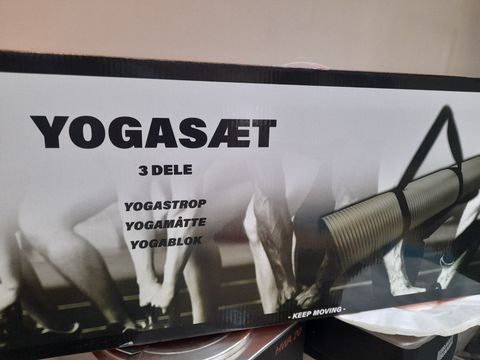 YOGASÆT
3 DELE
YOGASTROP
YOGAMÅTTE
YOGABLOK
- KEEP MOVING -